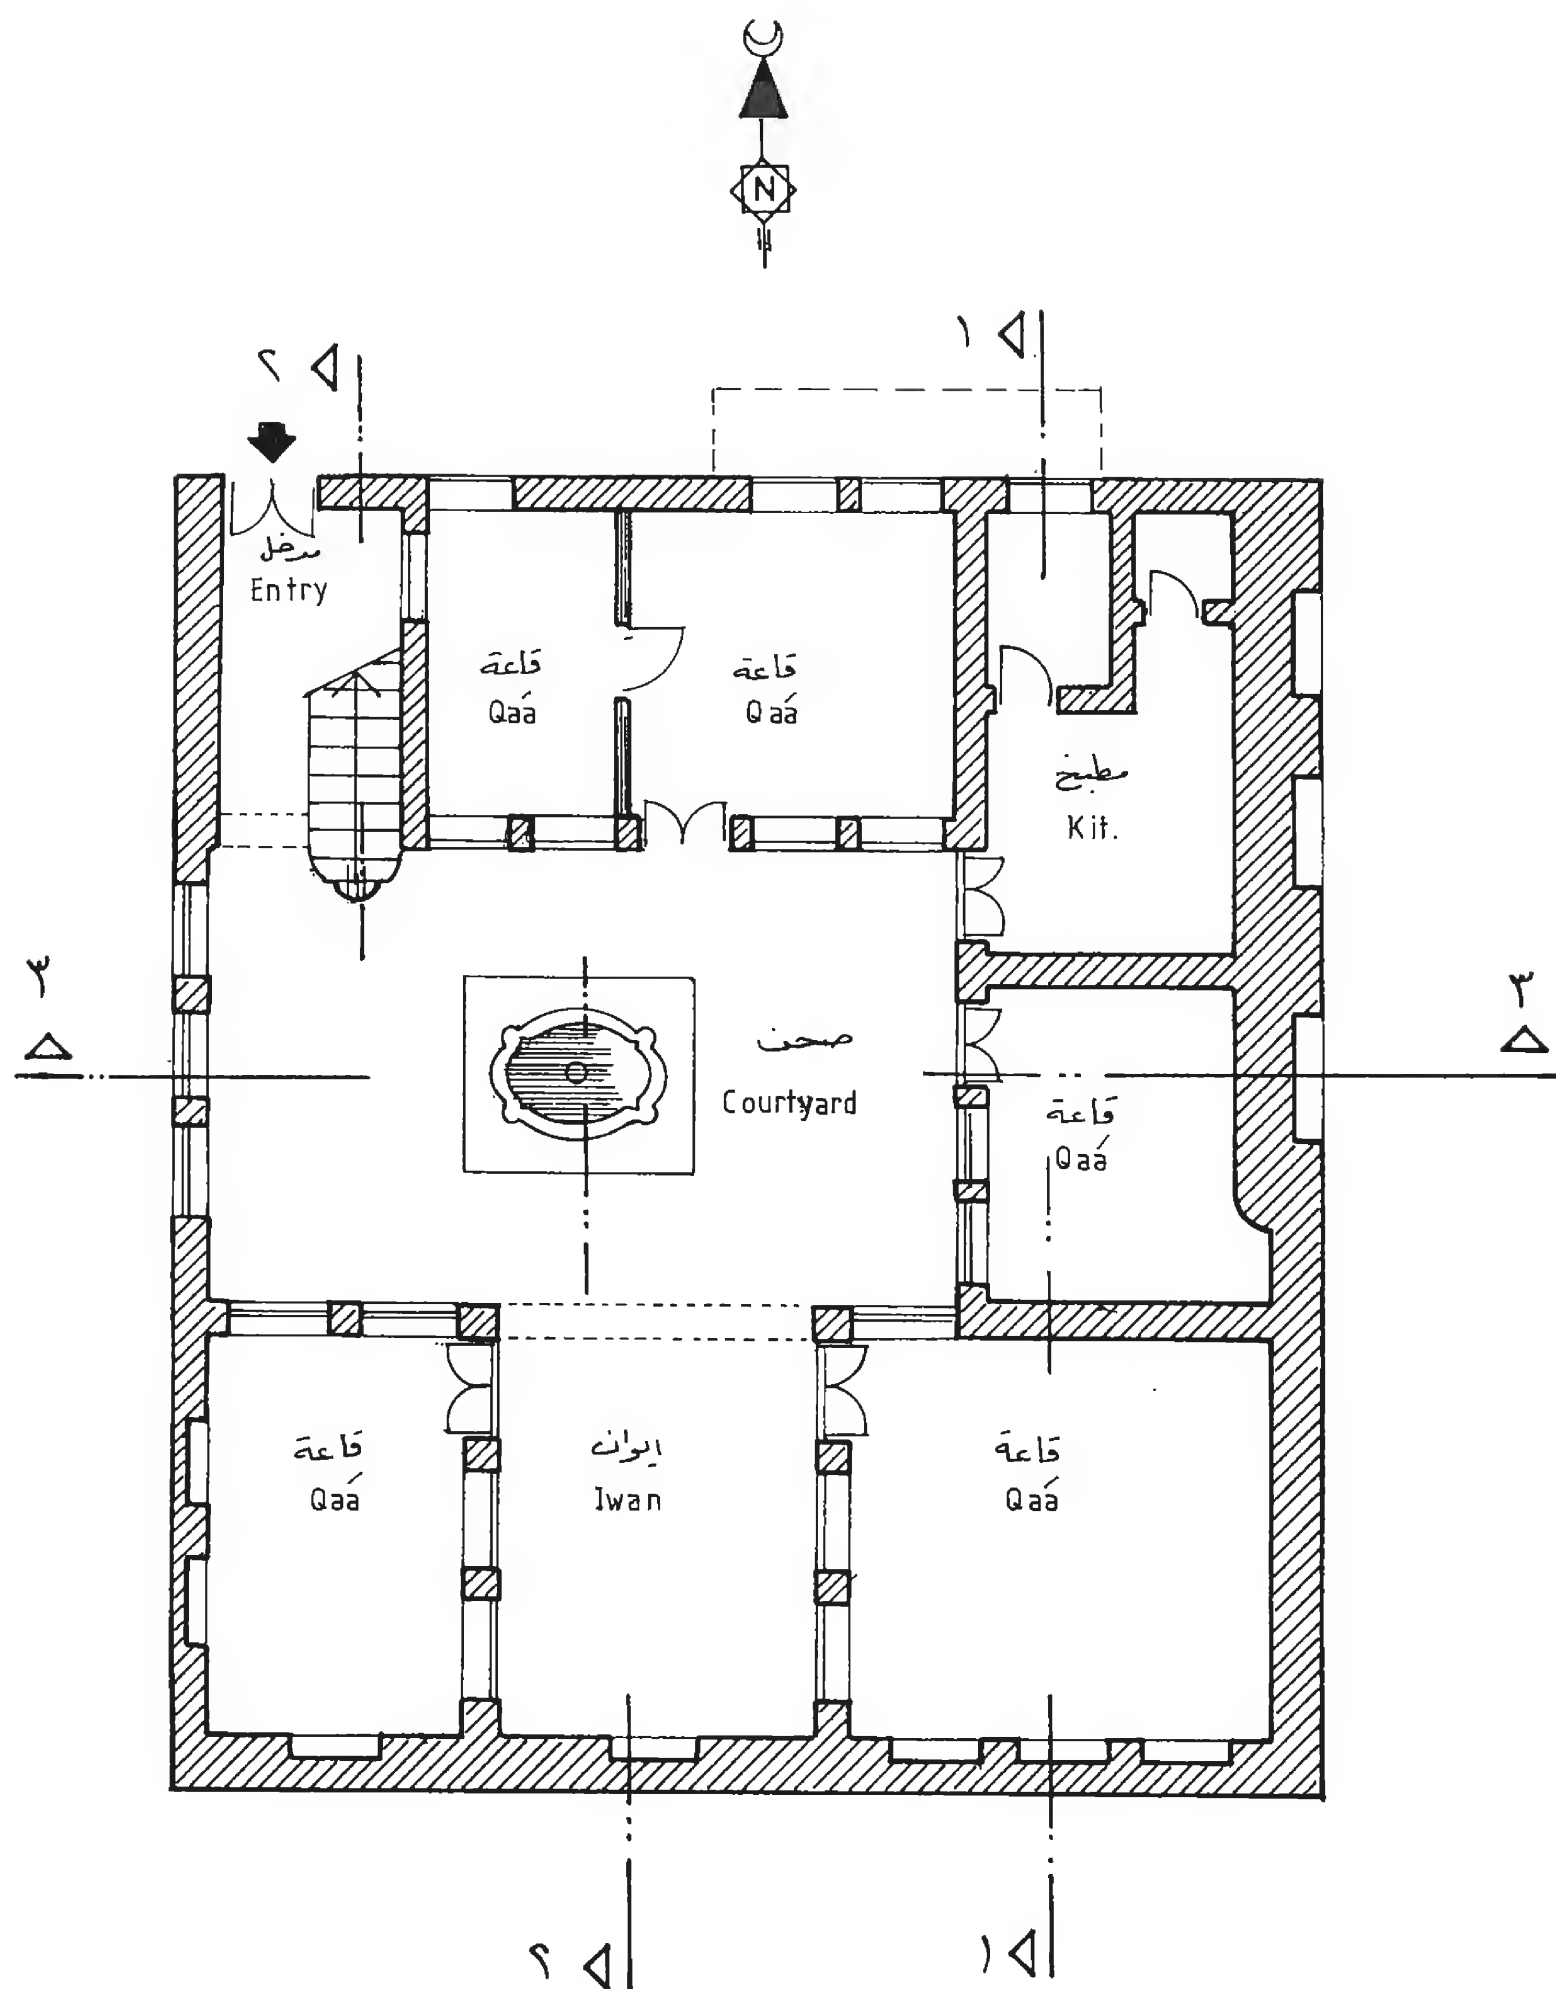 N
١
٢
مدخل
Entry
قاعة
Qaá
قاعة
Qaá
مطبخ
Kit.
٣
٣
صحن
Courtyard
قاعة
Qaá
قاعة
Qaá
ايوان
Iwan
قاعة
Qaá
٢
١